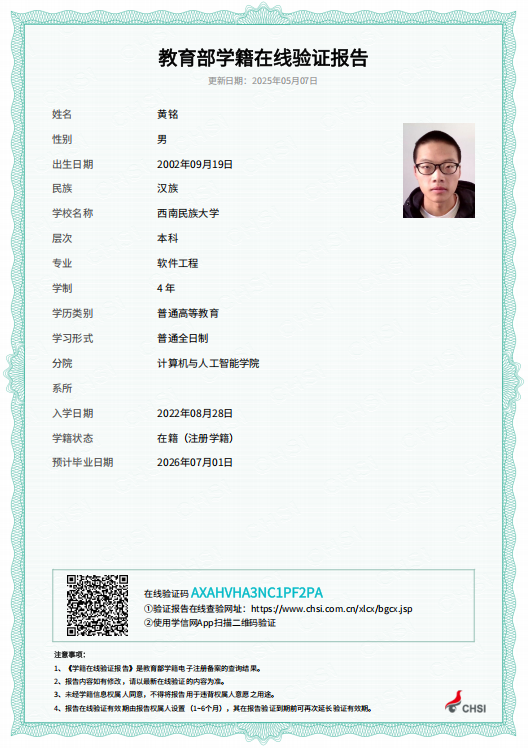 教育部学籍在线验证报告
更新日期：2025年05月07日
姓名 黄铭
性别 男
出生日期 2002年09月19日
民族 汉族
学校名称 西南民族大学
层次 本科
专业 软件工程
学制 4 年
学历类别 普通高等教育
学习形式 普通全日制
分院 计算机与人工智能学院
系所
入学日期 2022年08月28日
学籍状态 在籍（注册学籍）
预计毕业日期 2026年07月01日
在线验证码 AXAHVHA3NC1PF2PA
①验证报告在线查验网址：https://www.chsi.com.cn/xlcx/bgcx.jsp
②使用学信网App扫描二维码验证
注意事项：
1、《学籍在线验证报告》是教育部学籍电子注册备案的查询结果。
2、报告内容如有修改，请以最新在线验证的内容为准。
3、未经学籍信息权属人同意，不得将报告用于违背权属人意愿之用途。
4、报告在线验证有效期由报告权属人设置（1~6个月），其在报告验证到期前可再次延长验证有效期。
CHSI